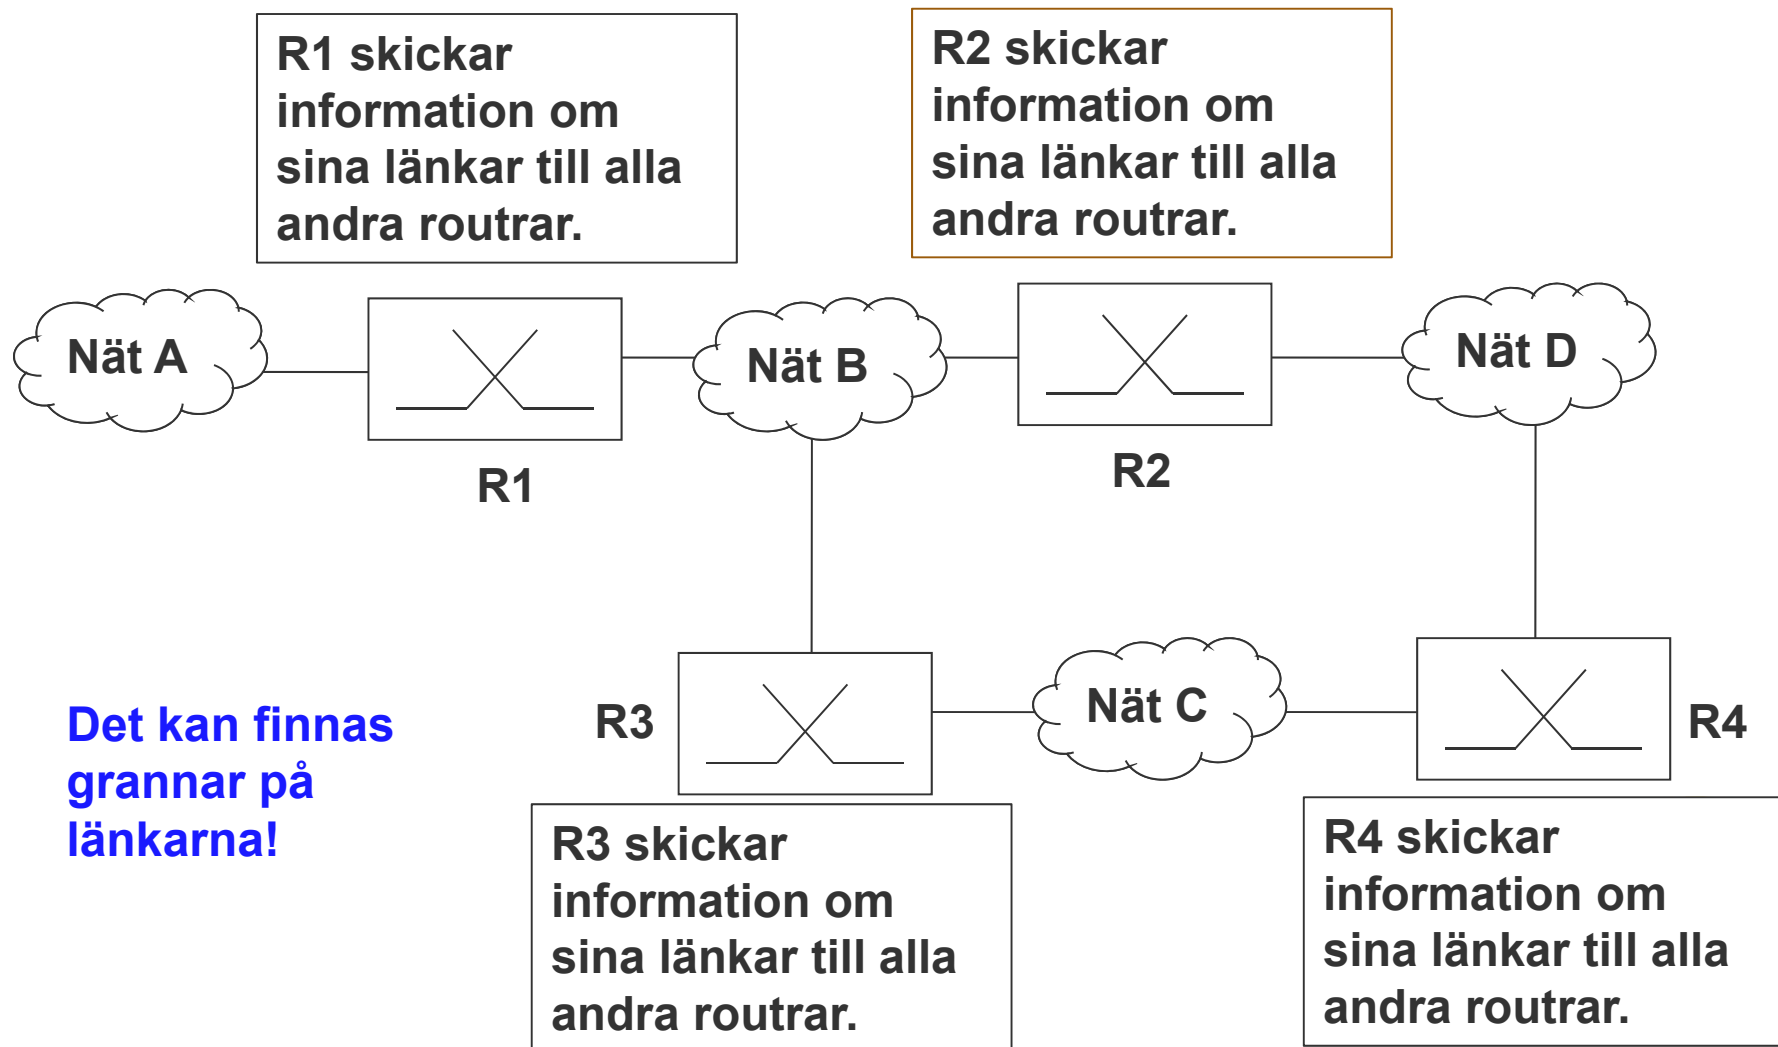 R1 skickar
information om
sina länkar till alla
andra routrar.
R2 skickar
information om
sina länkar till alla
andra routrar.
Nät A
Nät B
Nät D
R1
R2
Det kan finnas
grannar på
länkarna!
R3
Nät C
R4
R3 skickar
information om
sina länkar till alla
andra routrar.
R4 skickar
information om
sina länkar till alla
andra routrar.